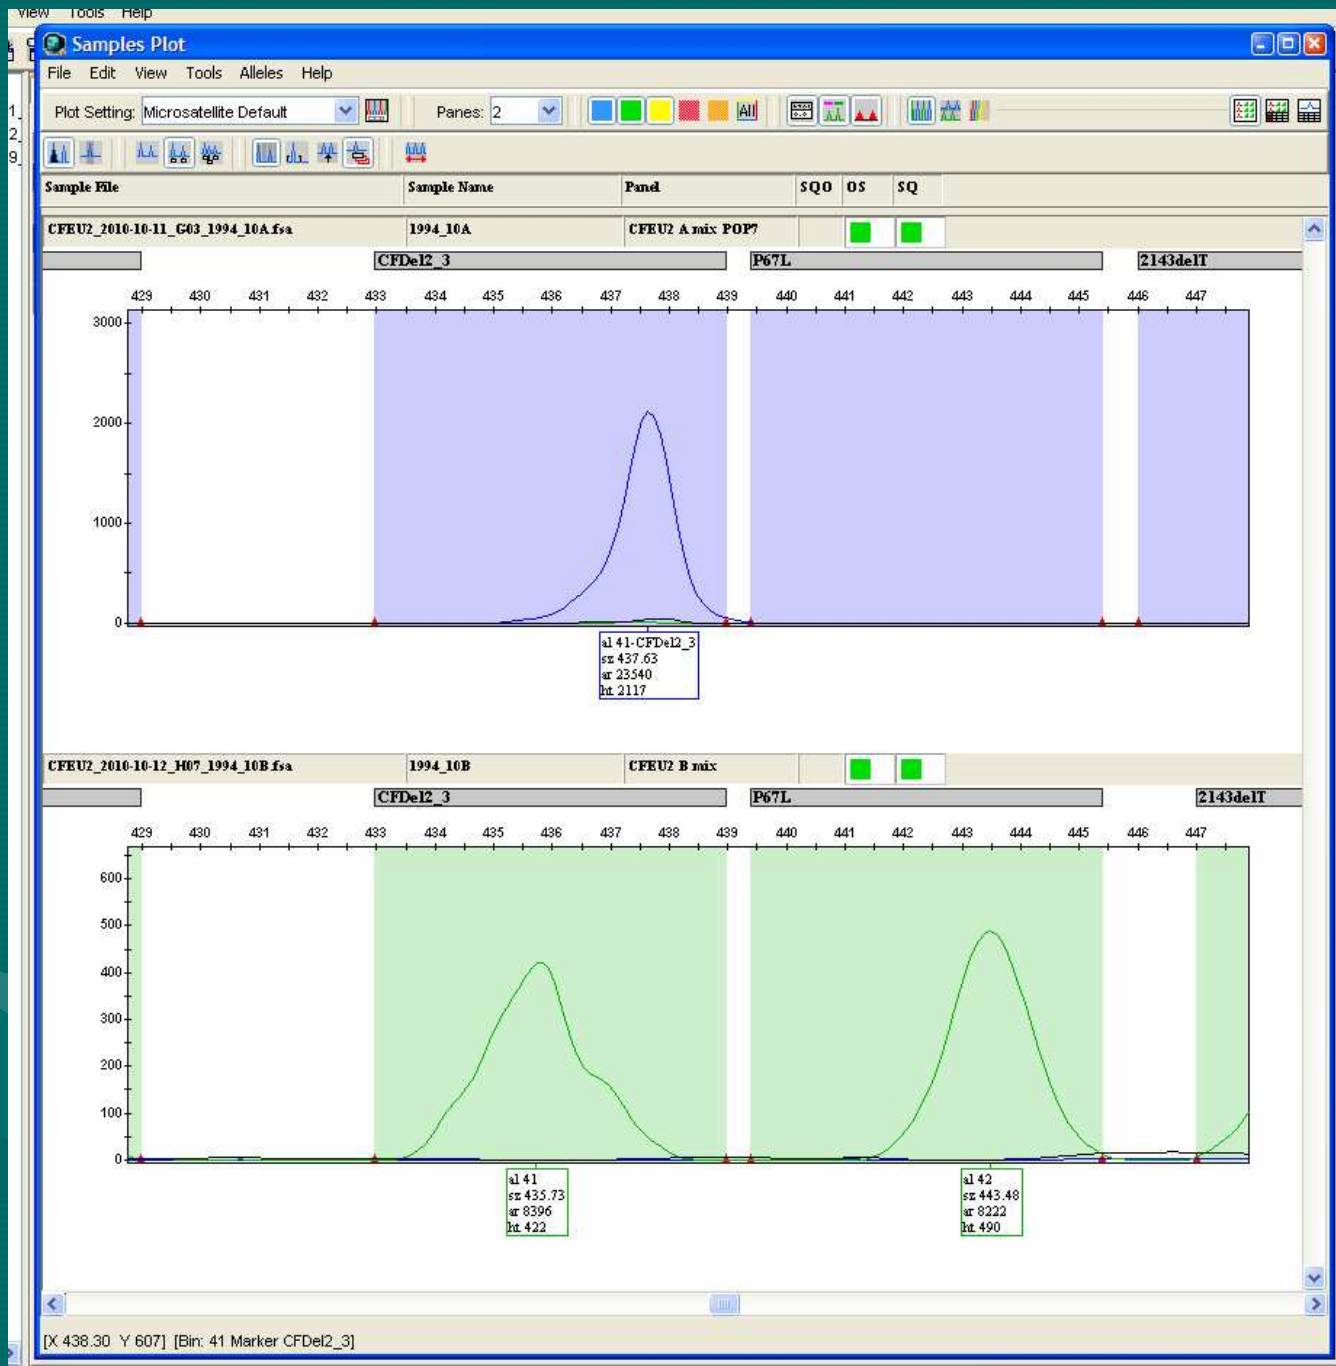 View Tools Help
Samples Plot
File Edit View Tools Alleles Help
1
2
9
Plot Setting: Microsatellite Default Panes: 2 All
Sample File Sample Name Panel SQO OS SQ
CFEU2_2010-10-11_G03_1994_10A.fsa 1994_10A CFEU2 A mix POP7
CFDel2_3 P67L 2143delT
429 430 431 432 433 434 435 436 437 438 439 440 441 442 443 444 445 446 447
3000
2000
1000
0
al 41-CFDel2_3
sz 437.63
ar 23540
ht 2117
CFEU2_2010-10-12_H07_1994_10B.fsa 1994_10B CFEU2 B mix
CFDel2_3 P67L 2143delT
429 430 431 432 433 434 435 436 437 438 439 440 441 442 443 444 445 446 447
600
500
400
300
200
100
0
al 41
sz 435.73
ar 8396
ht 422
al 42
sz 443.48
ar 8222
ht 490
[X 438.30 Y 607] [Bin: 41 Marker CFDel2_3]